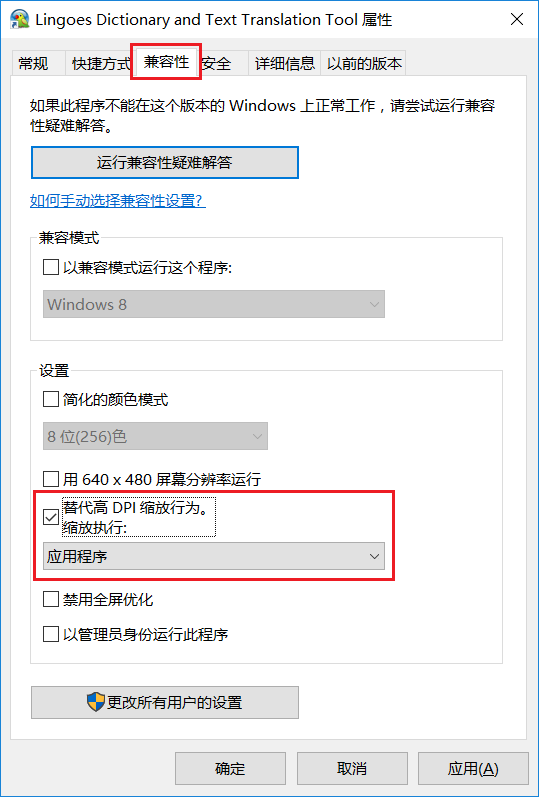 Lingoes Dictionary and Text Translation Tool 属性
常规 快捷方式 兼容性 安全 详细信息 以前的版本
如果此程序不能在这个版本的 Windows 上正常工作，请尝试运行兼容
性疑难解答。
运行兼容性疑难解答
如何手动选择兼容性设置?
兼容模式
以兼容模式运行这个程序:
Windows 8
设置
简化的颜色模式
8 位(256)色
用 640 x 480 屏幕分辨率运行
替代高 DPI 缩放行为。
缩放执行:
应用程序
禁用全屏优化
以管理员身份运行此程序
更改所有用户的设置
确定 取消 应用(A)